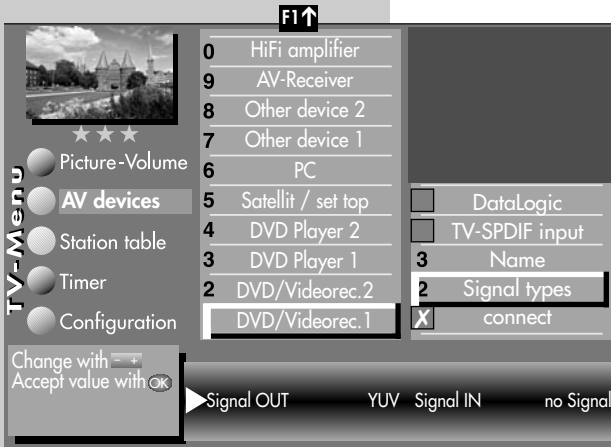 F1↑
0 HiFi amplifier
9 AV-Receiver
8 Other device 2
7 Other device 1
6 PC
5 Satellit / set top
4 DVD Player 2
3 DVD Player 1
2 DVD/Videorec.2
DVD/Videorec.1
TV-Menu
Picture-Volume
AV devices
Station table
Timer
Configuration
DataLogic
TV-SPDIF input
3 Name
2 Signal types
X connect
Change with - +
Accept value with OK
Signal OUT YUV Signal IN no Signal